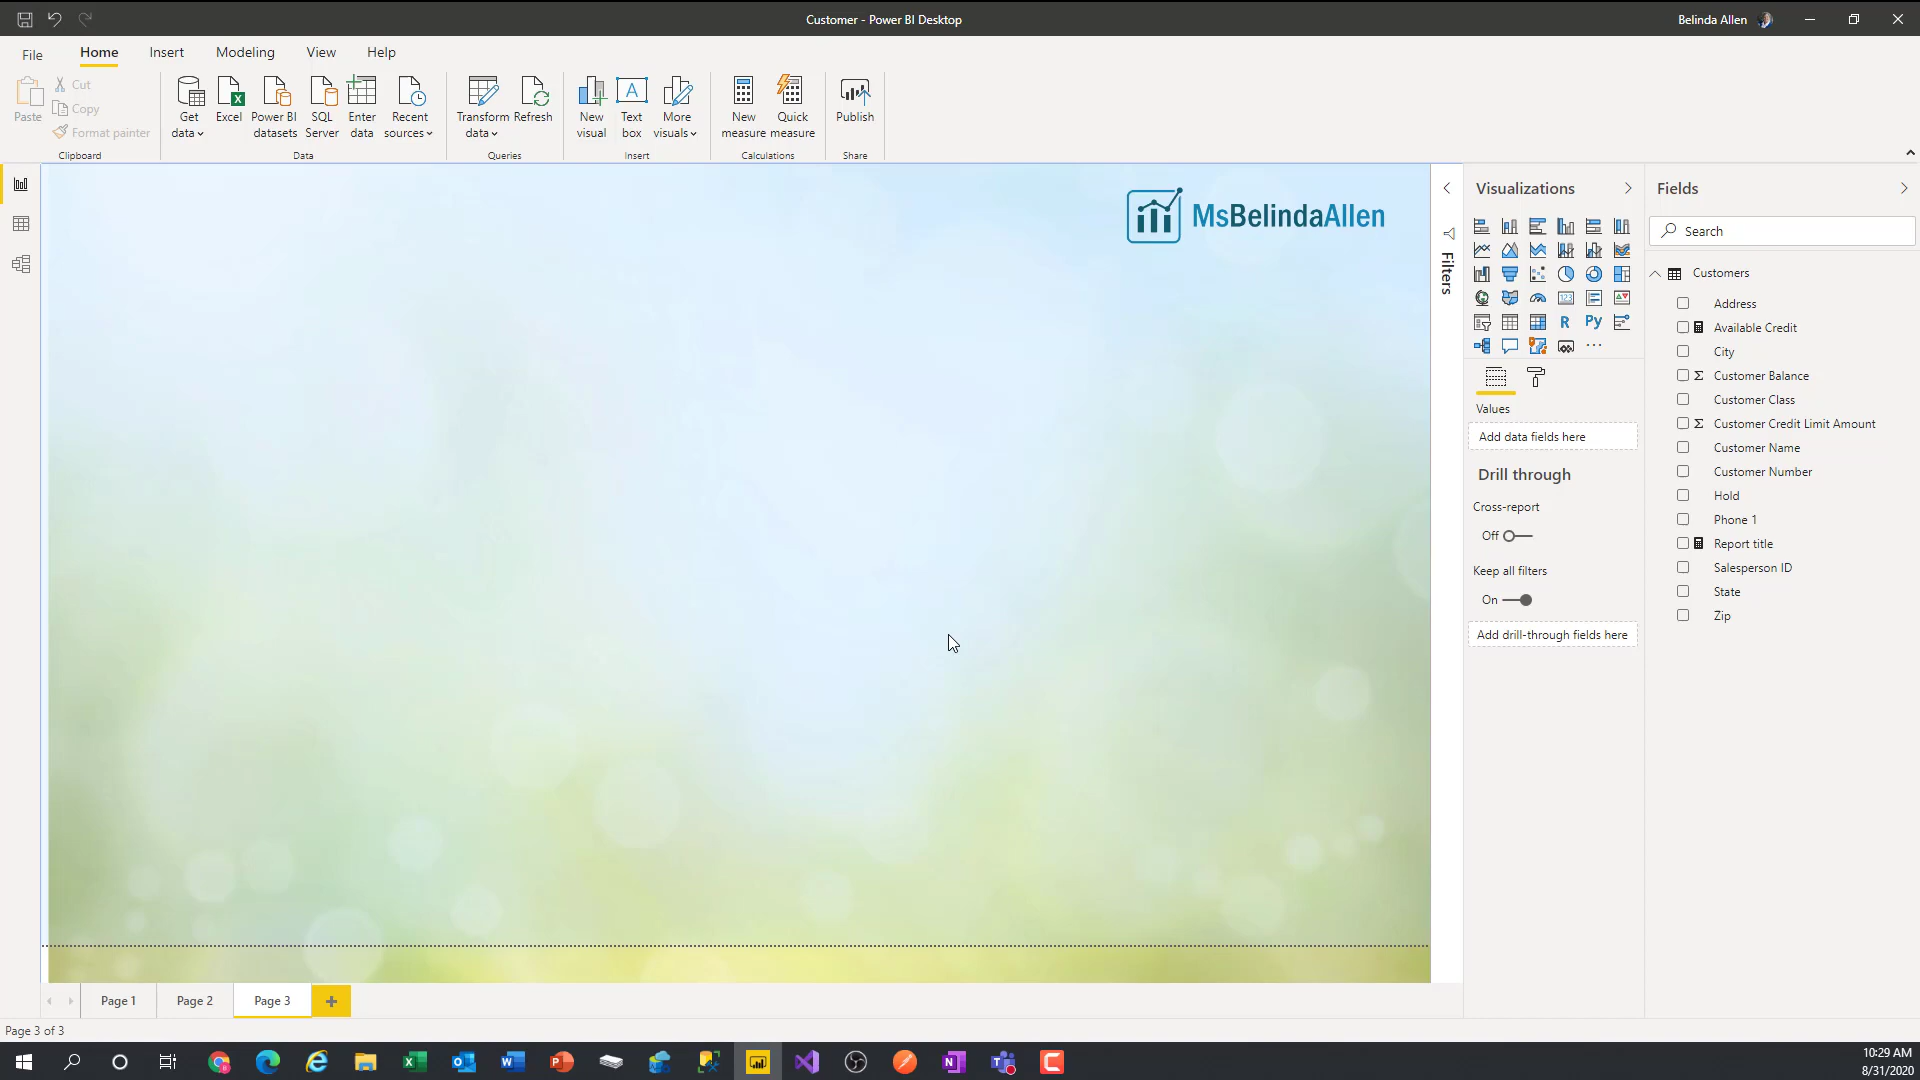 Customer - Power BI Desktop
Belinda Allen
File
Home
Insert
Modeling
View
Help
Paste
Cut
Copy
Format painter
Clipboard
Get data
Excel
Power BI datasets
SQL Server
Enter data
Recent sources
Data
Transform data
Refresh
Queries
New visual
Text box
More visuals
Insert
New measure
Quick measure
Calculations
Publish
Share
MsBelindaAllen
Filters
Visualizations
R
Py
123
Values
Add data fields here
Drill through
Cross-report
Off
Keep all filters
On
Add drill-through fields here
Fields
Search
Customers
Address
Available Credit
City
Customer Balance
Customer Class
Customer Credit Limit Amount
Customer Name
Customer Number
Hold
Phone 1
Report title
Salesperson ID
State
Zip
Page 1
Page 2
Page 3
Page 3 of 3
10:29 AM
8/31/2020